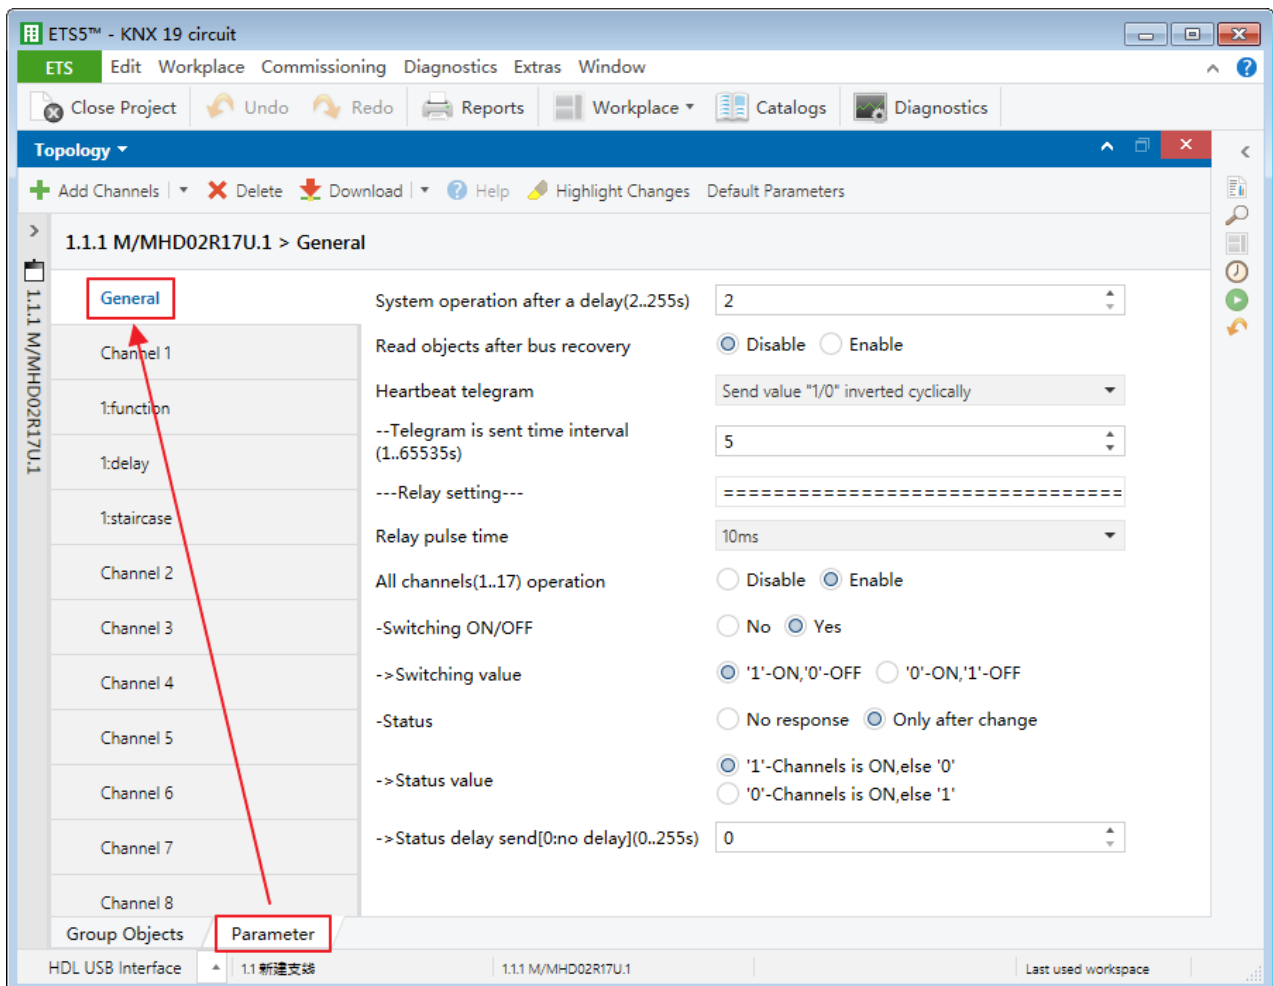 ETS5™ - KNX 19 circuit
ETS Edit Workplace Commissioning Diagnostics Extras Window
Close Project Undo Redo Reports Workplace Catalogs Diagnostics
Topology
Add Channels Delete Download Help Highlight Changes Default Parameters
1.1.1 M/MHD02R17U.1 > General
1.1.1 M/MHD02R17U.1
General
Channel 1
1:function
1:delay
1:staircase
Channel 2
Channel 3
Channel 4
Channel 5
Channel 6
Channel 7
Channel 8
System operation after a delay(2..255s) 2
Read objects after bus recovery Disable Enable
Heartbeat telegram Send value "1/0" inverted cyclically
--Telegram is sent time interval
(1..65535s) 5
---Relay setting--- ================================
Relay pulse time 10ms
All channels(1..17) operation Disable Enable
-Switching ON/OFF No Yes
->Switching value '1'-ON,'0'-OFF '0'-ON,'1'-OFF
-Status No response Only after change
->Status value '1'-Channels is ON,else '0'
'0'-Channels is ON,else '1'
->Status delay send[0:no delay](0..255s) 0
Group Objects Parameter
HDL USB Interface 1.1 新建支线 1.1.1 M/MHD02R17U.1 Last used workspace